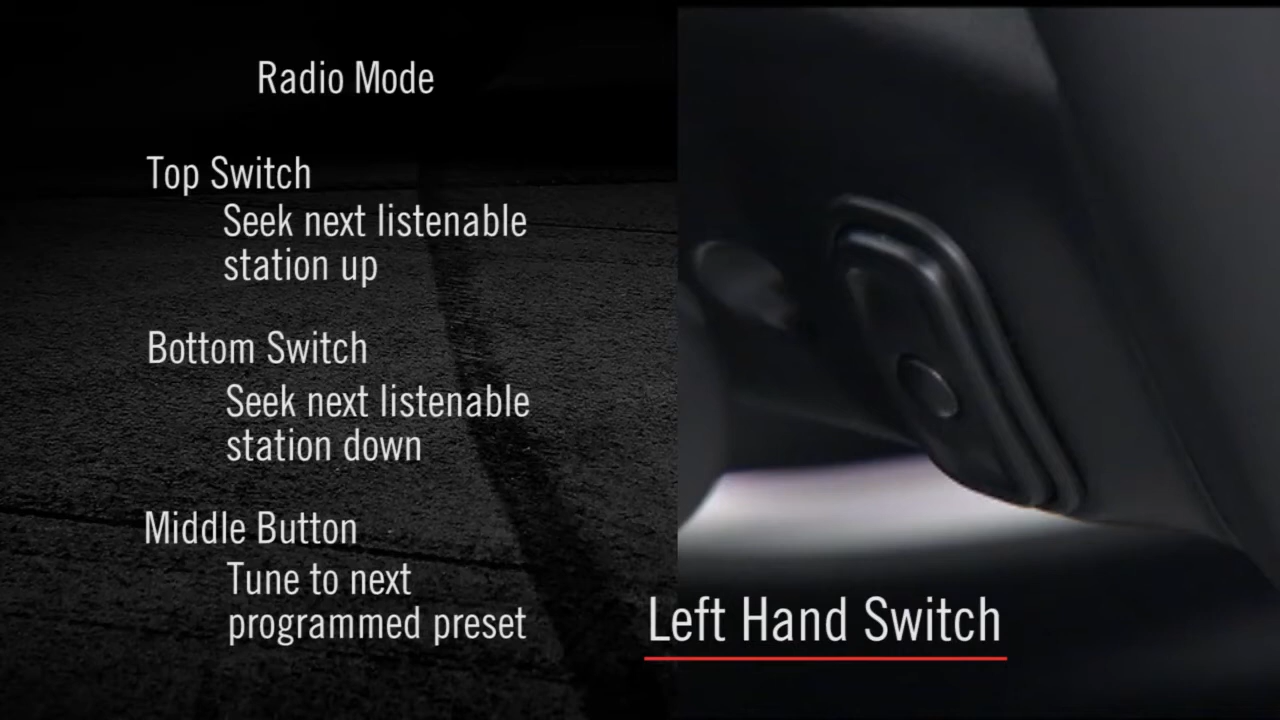 Radio Mode
Top Switch
Seek next listenable
station up
Bottom Switch
Seek next listenable
station down
Middle Button
Tune to next
programmed preset
Left Hand Switch